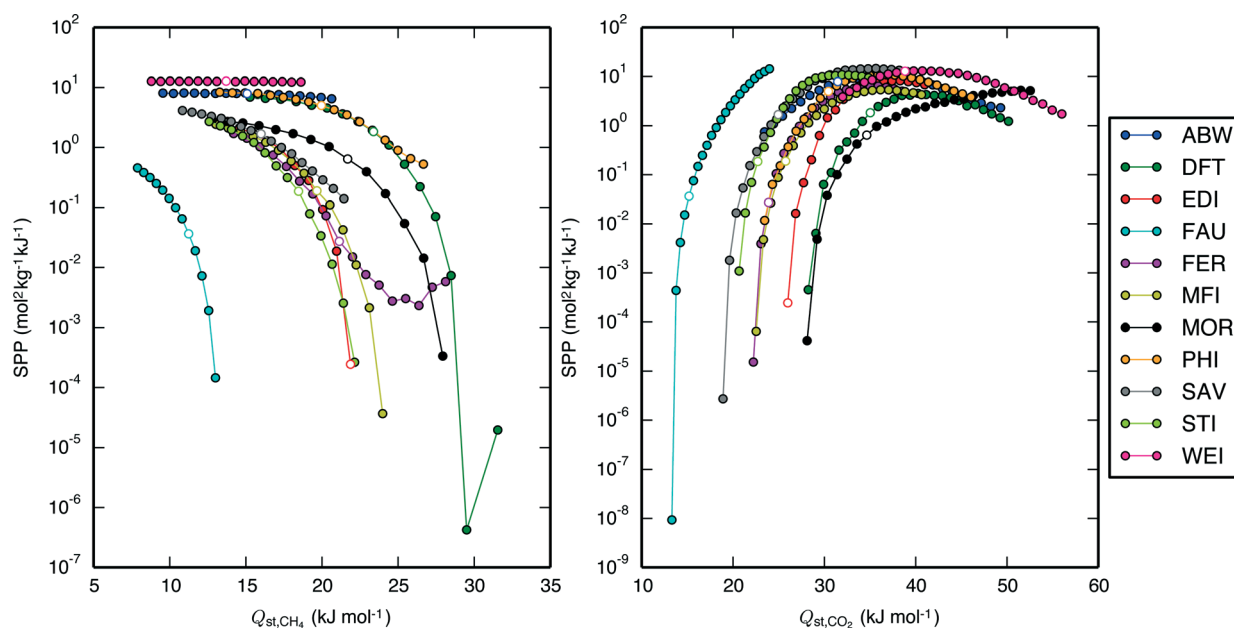 SPP (mol²kg⁻¹kJ⁻¹)
10²
10¹
10⁰
10⁻¹
10⁻²
10⁻³
10⁻⁴
10⁻⁵
10⁻⁶
10⁻⁷
5 10 15 20 25 30 35
Qst,CH₄ (kJ mol⁻¹)
SPP (mol²kg⁻¹kJ⁻¹)
10²
10¹
10⁰
10⁻¹
10⁻²
10⁻³
10⁻⁴
10⁻⁵
10⁻⁶
10⁻⁷
10⁻⁸
10⁻⁹
10 20 30 40 50 60
Qst,CO₂ (kJ mol⁻¹)
ABW
DFT
EDI
FAU
FER
MFI
MOR
PHI
SAV
STI
WEI